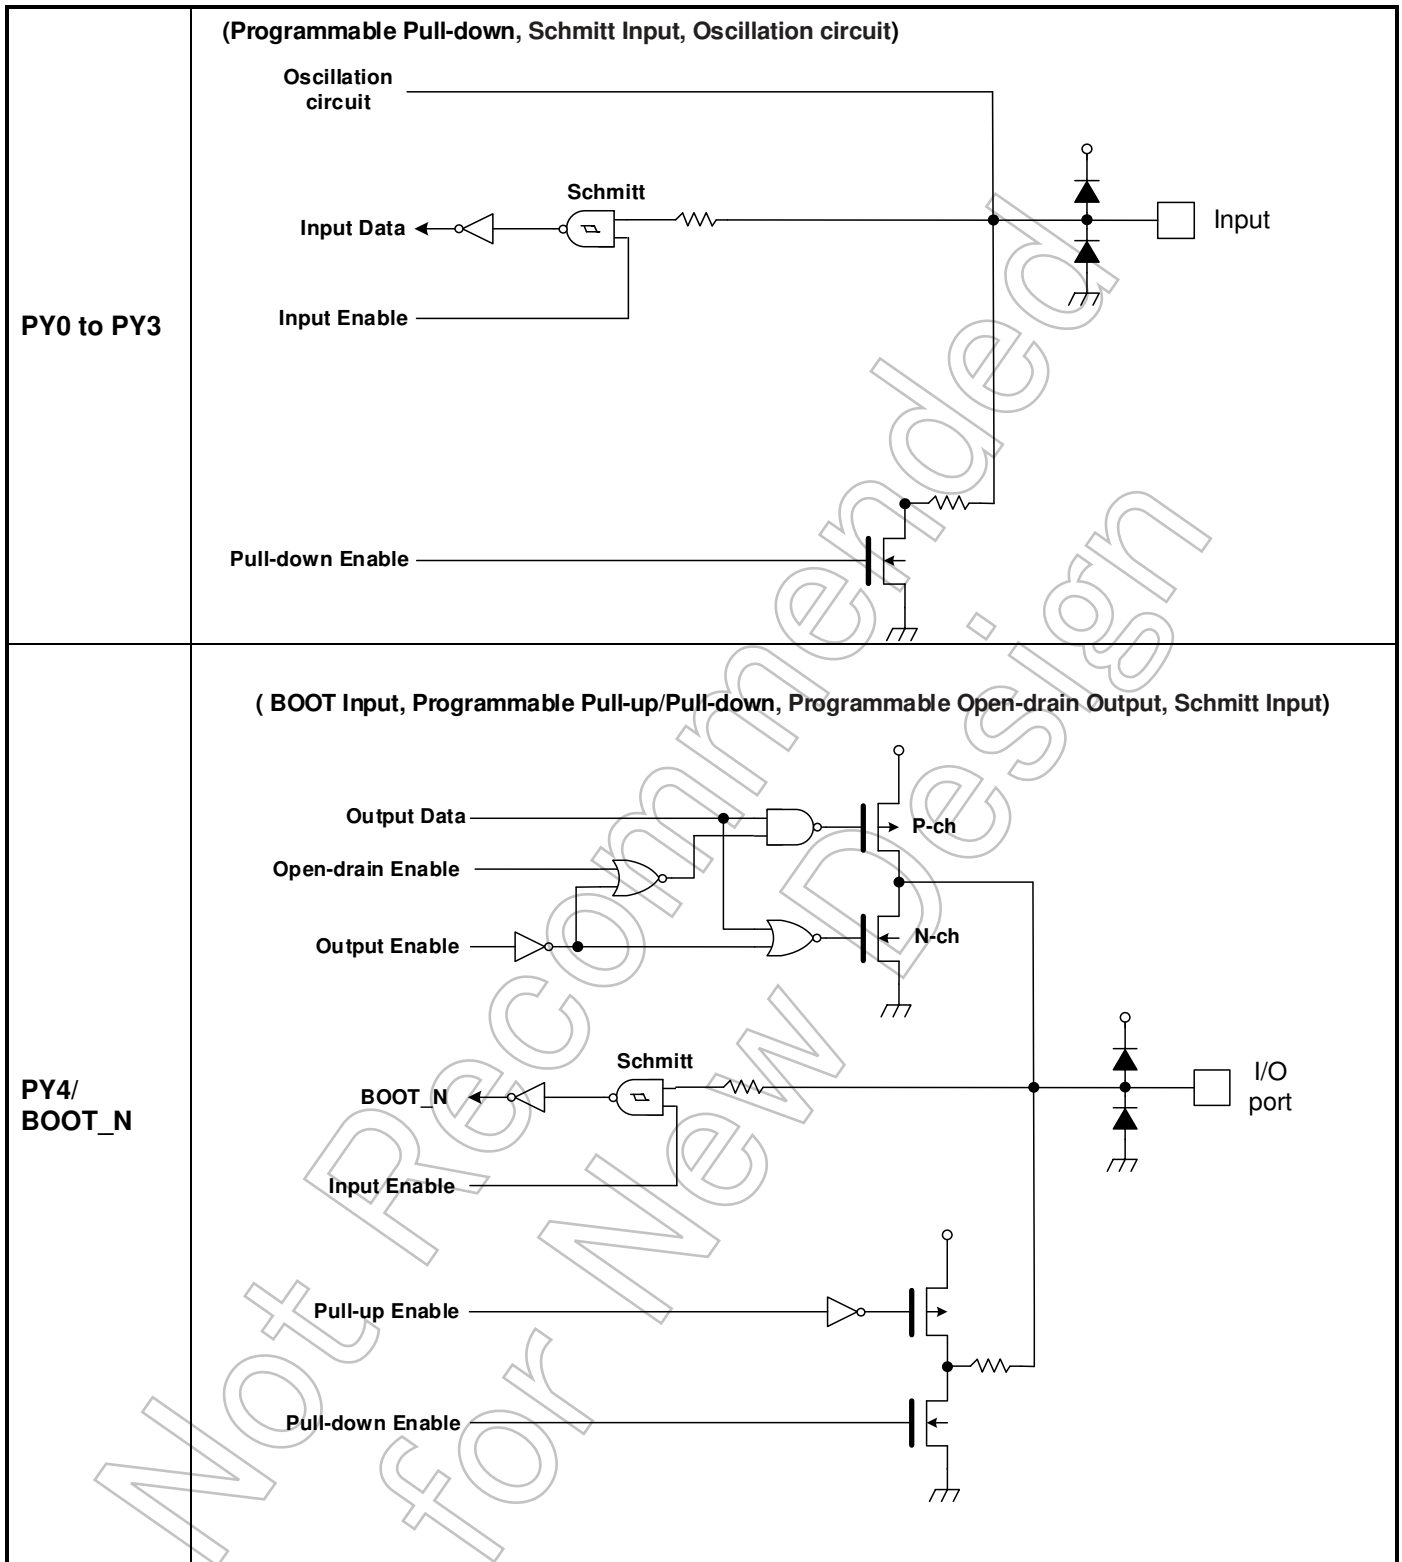 (Programmable Pull-down, Schmitt Input, Oscillation circuit)
Oscillation
circuit
Schmitt
Input Data
Input
Input Enable
PY0 to PY3
Pull-down Enable
( BOOT Input, Programmable Pull-up/Pull-down, Programmable Open-drain Output, Schmitt Input)
Output Data
P-ch
Open-drain Enable
Output Enable
N-ch
Schmitt
BOOT_N
I/O
port
PY4/
BOOT_N
Input Enable
Pull-up Enable
Pull-down Enable
Not Recommended
for New Design